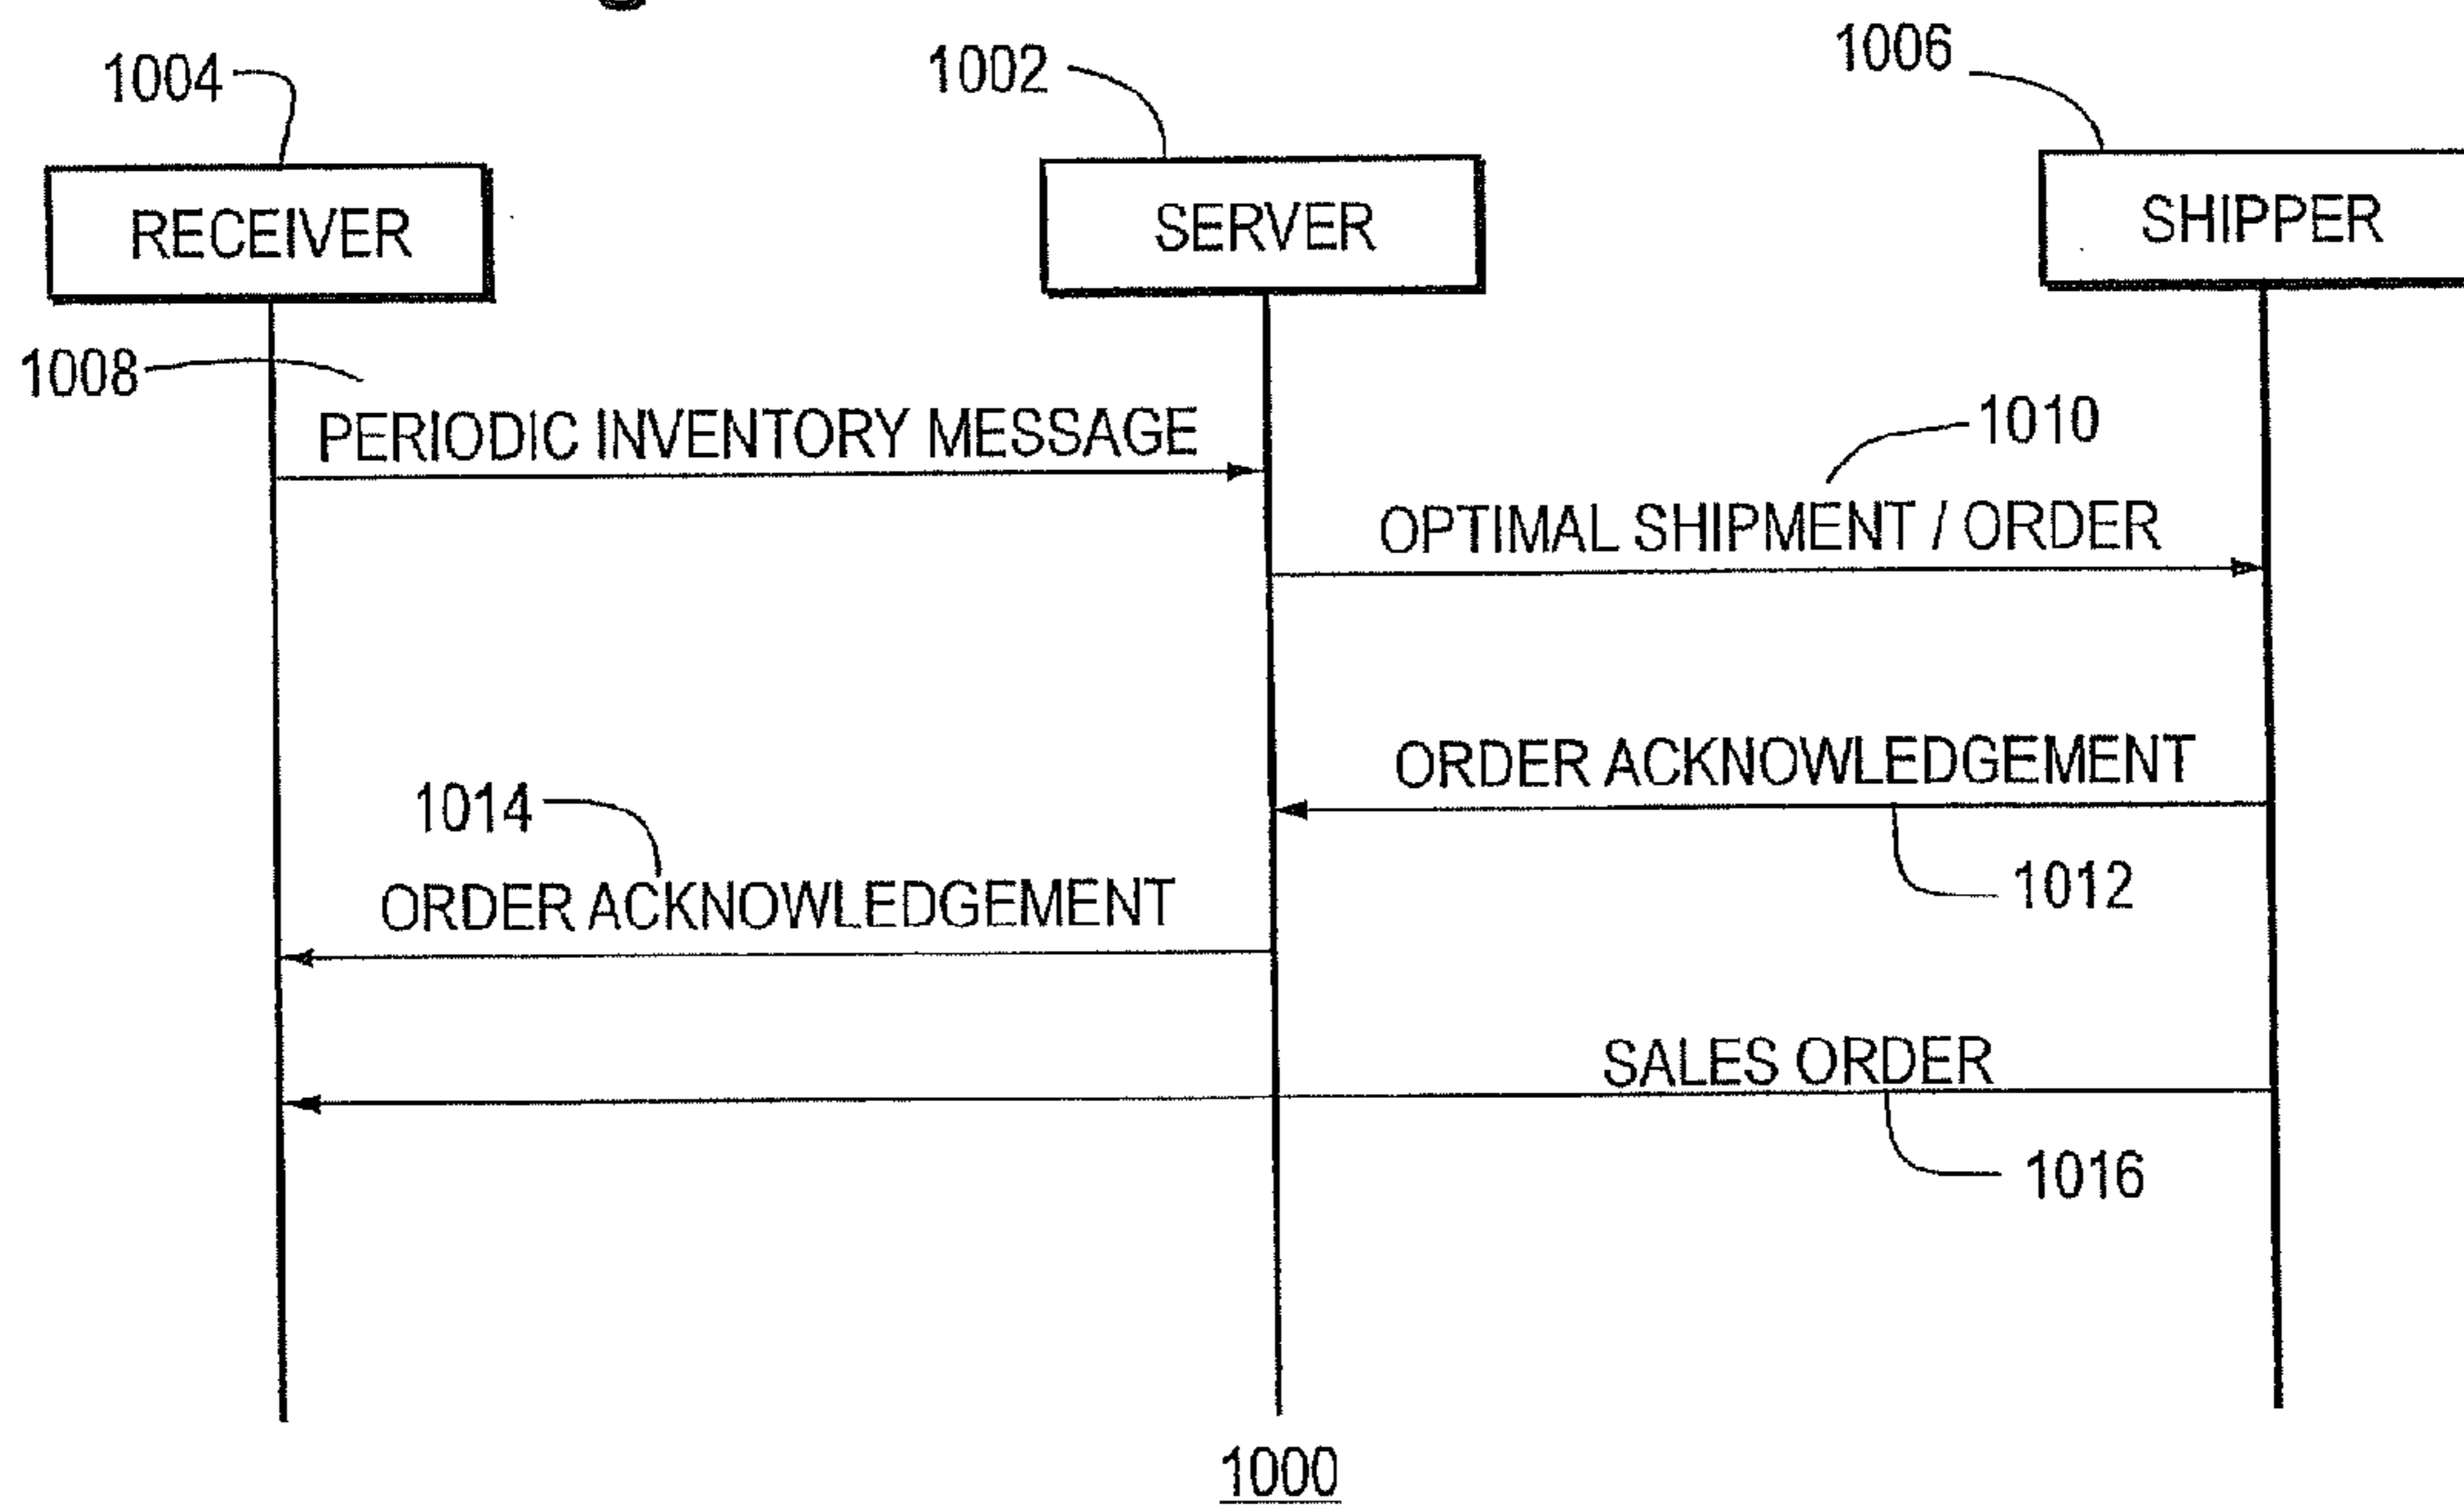 1004
1002
1006
RECEIVER
SERVER
SHIPPER
1008
PERIODIC INVENTORY MESSAGE
1010
OPTIMAL SHIPMENT / ORDER
ORDER ACKNOWLEDGEMENT
1012
1014
ORDER ACKNOWLEDGEMENT
SALES ORDER
1016
1000